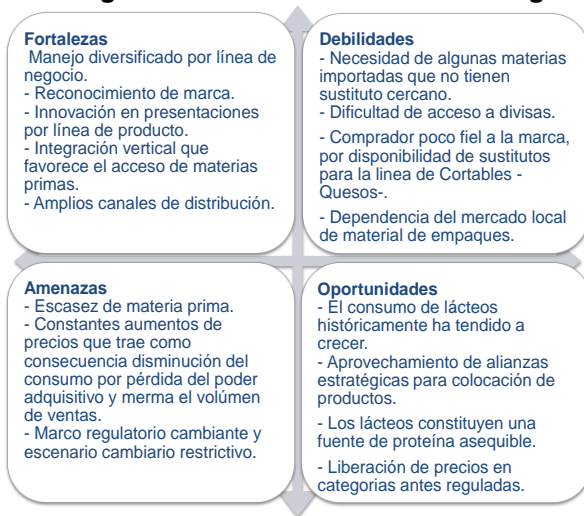 Fortalezas
Manejo diversificado por línea de
negocio.
- Reconocimiento de marca.
- Innovación en presentaciones
por línea de producto.
- Integración vertical que
favorece el acceso de materias
primas.
- Amplios canales de distribución.
Debilidades
- Necesidad de algunas materias
importadas que no tienen
sustituto cercano.
- Dificultad de acceso a divisas.
- Comprador poco fiel a la marca,
por disponibilidad de sustitutos
para la linea de Cortables -
Quesos-.
- Dependencia del mercado local
de material de empaques.
Amenazas
- Escasez de materia prima.
- Constantes aumentos de
precios que trae como
consecuencia disminución del
consumo por pérdida del poder
adquisitivo y merma el volúmen
de ventas.
- Marco regulatorio cambiante y
escenario cambiario restrictivo.
Oportunidades
- El consumo de lácteos
históricamente ha tendido a
crecer.
- Aprovechamiento de alianzas
estratégicas para colocación de
productos.
- Los lácteos constituyen una
fuente de proteína asequible.
- Liberación de precios en
categorias antes reguladas.